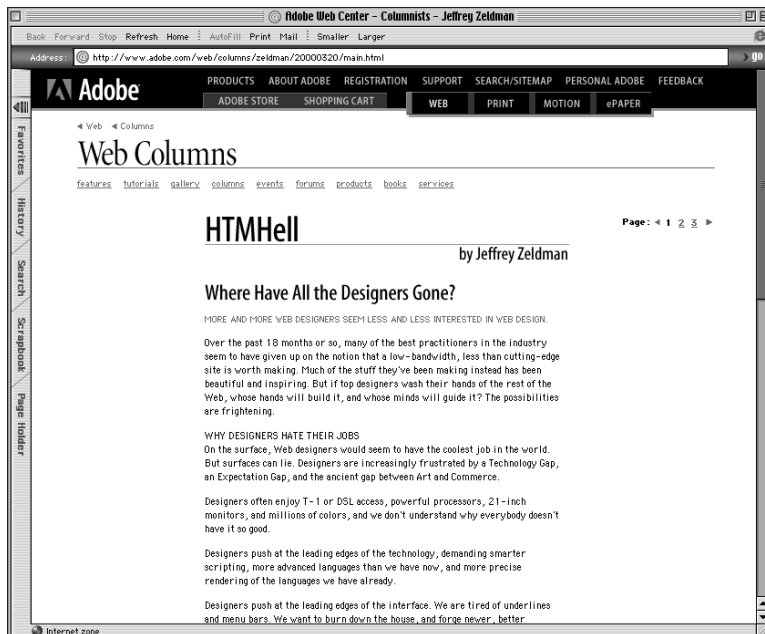 Adobe Web Center – Columnists – Jeffrey Zeldman
Back Forward Stop Refresh Home AutoFill Print Mail Smaller Larger
Address: http://www.adobe.com/web/columns/zeldman/20000320/main.html go
Adobe PRODUCTS ABOUT ADOBE REGISTRATION SUPPORT SEARCH/SITEMAP PERSONAL ADOBE FEEDBACK
ADOBE STORE SHOPPING CART WEB PRINT MOTION ePAPER
Web Columns
Web Columns
features tutorials gallery columns events forums products books services
Favorites
History
Search
Scrapbook
Page Holder
HTMHell
Page: 1 2 3
by Jeffrey Zeldman
Where Have All the Designers Gone?
MORE AND MORE WEB DESIGNERS SEEM LESS AND LESS INTERESTED IN WEB DESIGN.
Over the past 18 months or so, many of the best practitioners in the industry
seem to have given up on the notion that a low-bandwidth, less than cutting-edge
site is worth making. Much of the stuff they've been making instead has been
beautiful and inspiring. But if top designers wash their hands of the rest of the
Web, whose hands will build it, and whose minds will guide it? The possibilities
are frightening.
WHY DESIGNERS HATE THEIR JOBS
On the surface, Web designers would seem to have the coolest job in the world.
But surfaces can lie. Designers are increasingly frustrated by a Technology Gap,
an Expectation Gap, and the ancient gap between Art and Commerce.
Designers often enjoy T-1 or DSL access, powerful processors, 21-inch
monitors, and millions of colors, and we don't understand why everybody doesn't
have it so good.
Designers push at the leading edges of the technology, demanding smarter
scripting, more advanced languages than we have now, and more precise
rendering of the languages we have already.
Designers push at the leading edges of the interface. We are tired of underlines
and menu bars. We want to burn down the house, and forge newer, better
Internet zone